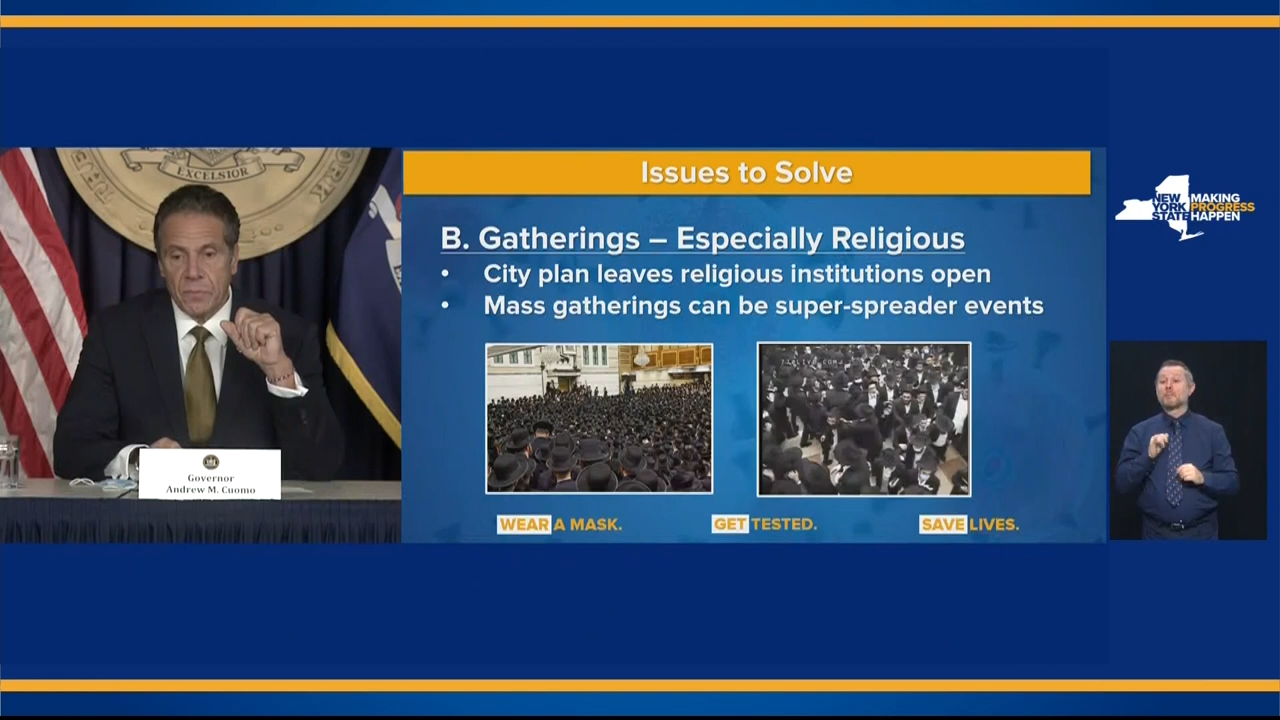 EXCELSIOR
Governor
Andrew M. Cuomo
Issues to Solve
B. Gatherings – Especially Religious
• City plan leaves religious institutions open
• Mass gatherings can be super-spreader events
WEAR A MASK.
GET TESTED.
SAVE LIVES.
NEW YORK STATE
MAKING
PROGRESS
HAPPEN